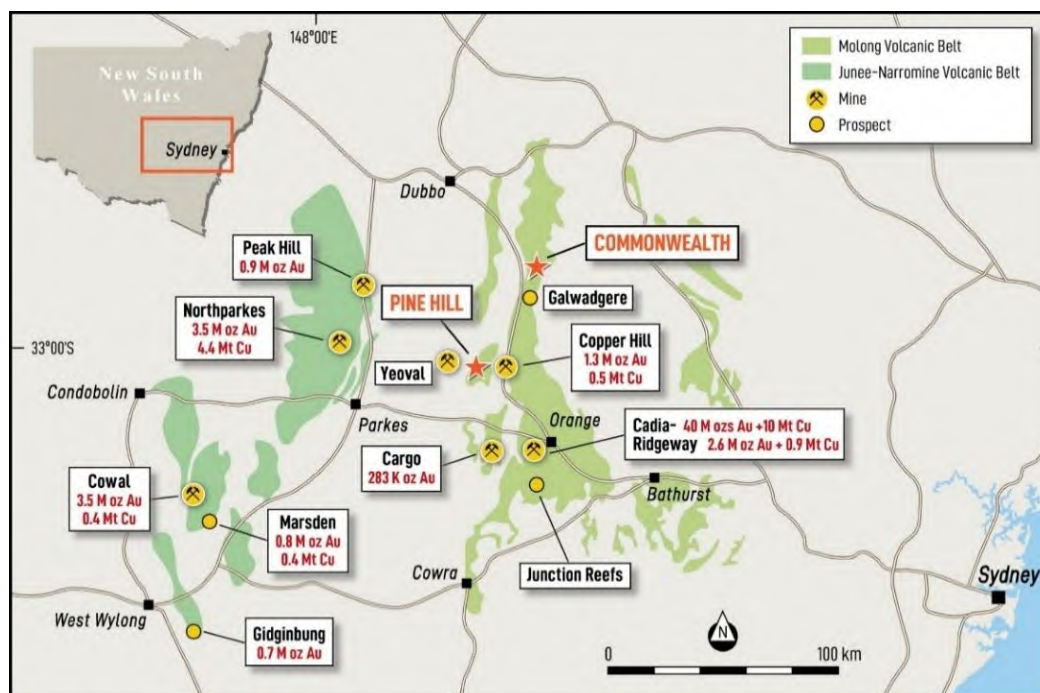 148°00'E
New South
Wales
Sydney
Molong Volcanic Belt
Junee-Narromine Volcanic Belt
Mine
Prospect
Dubbo
Peak Hill
0.9 M oz Au
COMMONWEALTH
PINE HILL
Galwadgere
Northparkes
3.5 M oz Au
4.4 Mt Cu
33°00'S
Copper Hill
1.3 M oz Au
0.5 Mt Cu
Yeoval
Condobolin
Parkes
Orange
Cadia- 40 M ozs Au +10 Mt Cu
Ridgeway 2.6 M oz Au + 0.9 Mt Cu
Cargo
283 K oz Au
Cowal
3.5 M oz Au
0.4 Mt Cu
Bathurst
Marsden
0.8 M oz Au
0.4 Mt Cu
Junction Reefs
Cowra
Sydney
West Wylong
Gidginbung
0.7 M oz Au
N
0
100 km